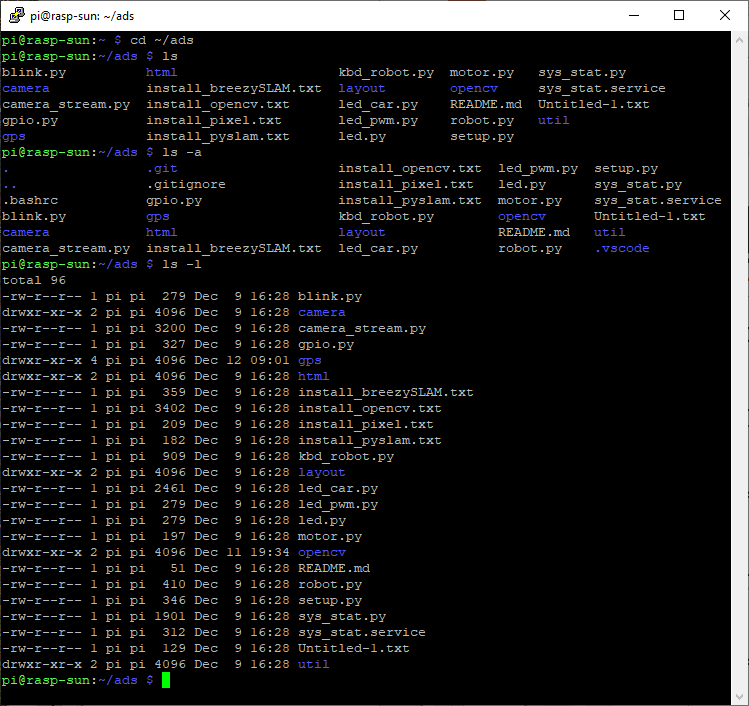 pi@rasp-sun: ~/ads
pi@rasp-sun:~ $ cd ~/ads
pi@rasp-sun:~/ads $ ls
blink.py          html                    kbd_robot.py  motor.py   sys_stat.py
camera            install_breezySLAM.txt  layout        opencv     sys_stat.service
camera_stream.py  install_opencv.txt      led_car.py    README.md  Untitled-1.txt
gpio.py           install_pixel.txt       led_pwm.py    robot.py   util
gps               install_pyslam.txt      led.py        setup.py
pi@rasp-sun:~/ads $ ls -a
.                 .git                    install_opencv.txt  led_pwm.py  setup.py
..                .gitignore              install_pixel.txt   led.py      sys_stat.py
.bashrc           gpio.py                 install_pyslam.txt  motor.py    sys_stat.service
blink.py          gps                     kbd_robot.py        opencv      Untitled-1.txt
camera            html                    layout              README.md   util
camera_stream.py  install_breezySLAM.txt  led_car.py          robot.py    .vscode
pi@rasp-sun:~/ads $ ls -l
total 96
-rw-r--r-- 1 pi pi  279 Dec  9 16:28 blink.py
drwxr-xr-x 2 pi pi 4096 Dec  9 16:28 camera
-rw-r--r-- 1 pi pi 3200 Dec  9 16:28 camera_stream.py
-rw-r--r-- 1 pi pi  327 Dec  9 16:28 gpio.py
drwxr-xr-x 4 pi pi 4096 Dec 12 09:01 gps
drwxr-xr-x 2 pi pi 4096 Dec  9 16:28 html
-rw-r--r-- 1 pi pi  359 Dec  9 16:28 install_breezySLAM.txt
-rw-r--r-- 1 pi pi 3402 Dec  9 16:28 install_opencv.txt
-rw-r--r-- 1 pi pi  209 Dec  9 16:28 install_pixel.txt
-rw-r--r-- 1 pi pi  182 Dec  9 16:28 install_pyslam.txt
-rw-r--r-- 1 pi pi  909 Dec  9 16:28 kbd_robot.py
drwxr-xr-x 2 pi pi 4096 Dec  9 16:28 layout
-rw-r--r-- 1 pi pi 2461 Dec  9 16:28 led_car.py
-rw-r--r-- 1 pi pi  279 Dec  9 16:28 led_pwm.py
-rw-r--r-- 1 pi pi  279 Dec  9 16:28 led.py
-rw-r--r-- 1 pi pi  197 Dec  9 16:28 motor.py
drwxr-xr-x 2 pi pi 4096 Dec 11 19:34 opencv
-rw-r--r-- 1 pi pi   51 Dec  9 16:28 README.md
-rw-r--r-- 1 pi pi  410 Dec  9 16:28 robot.py
-rw-r--r-- 1 pi pi  346 Dec  9 16:28 setup.py
-rw-r--r-- 1 pi pi 1901 Dec  9 16:28 sys_stat.py
-rw-r--r-- 1 pi pi  312 Dec  9 16:28 sys_stat.service
-rw-r--r-- 1 pi pi  129 Dec  9 16:28 Untitled-1.txt
drwxr-xr-x 2 pi pi 4096 Dec  9 16:28 util
pi@rasp-sun:~/ads $